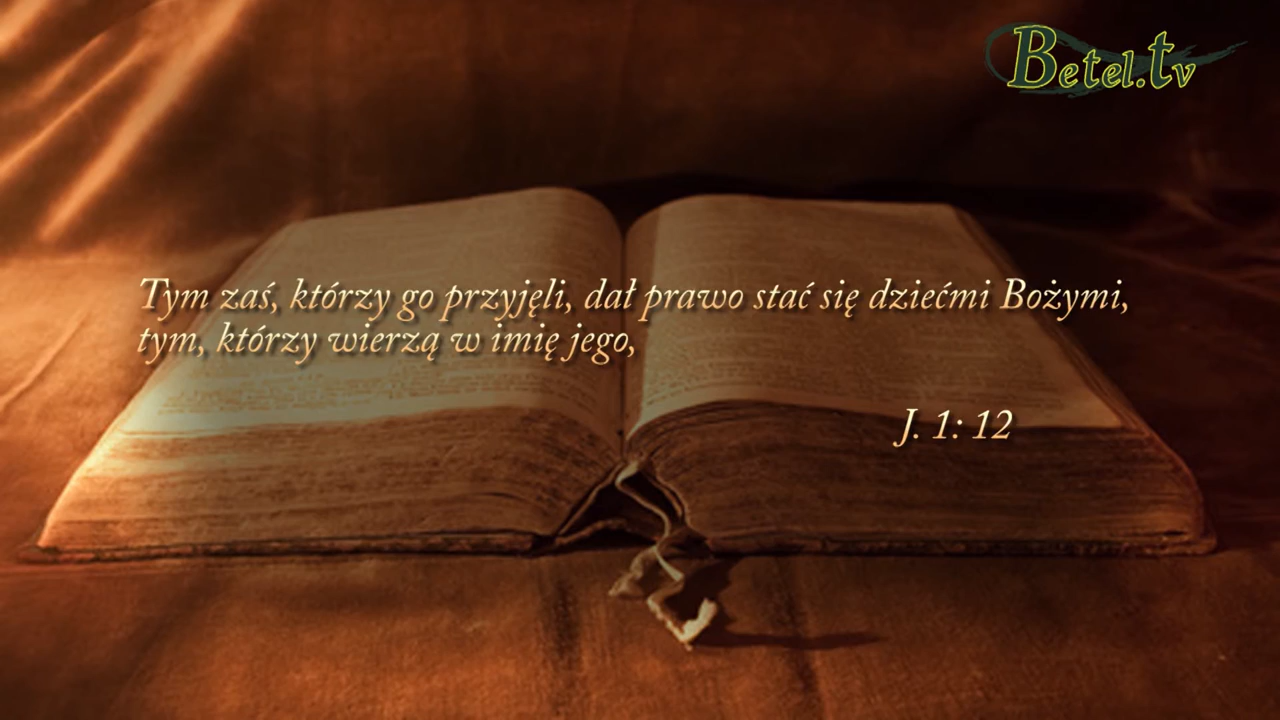 Betel.tv
Tym zaś, którzy go przyjęli, dał prawo stać się dziećmi Bożymi,
tym, którzy wierzą w imię jego,
J. 1: 12